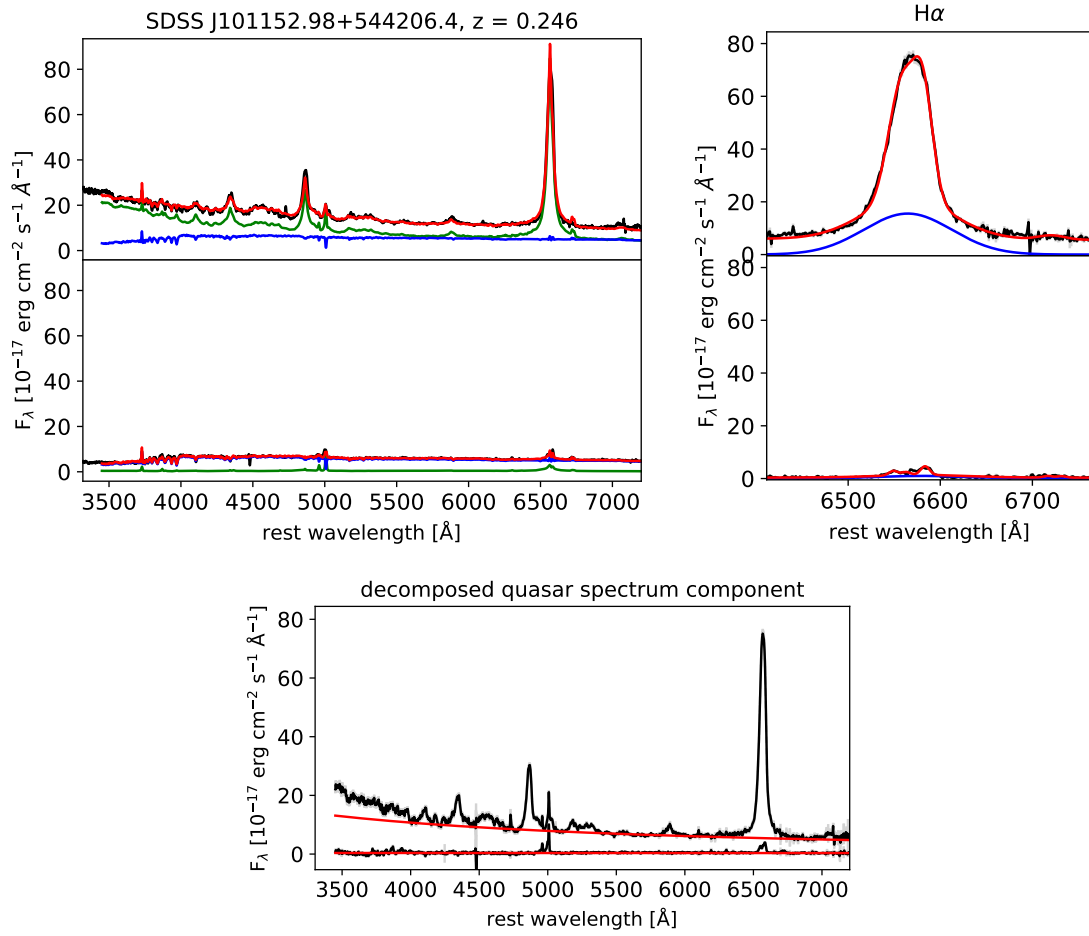 SDSS J101152.98+544206.4, z = 0.246
80
60
40
20
0
80
60
40
20
0
F_λ [10^−17 erg cm^−2 s^−1 Å^−1]
3500 4000 4500 5000 5500 6000 6500 7000
rest wavelength [Å]
Hα
80
60
40
20
0
80
60
40
20
0
F_λ [10^−17 erg cm^−2 s^−1 Å^−1]
6500 6600 6700
rest wavelength [Å]
decomposed quasar spectrum component
80
60
40
20
0
F_λ [10^−17 erg cm^−2 s^−1 Å^−1]
3500 4000 4500 5000 5500 6000 6500 7000
rest wavelength [Å]